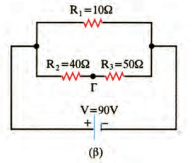 R₁=10Ω
R₂=40Ω R₃=50Ω
Γ
V=90V
+ −
(β)